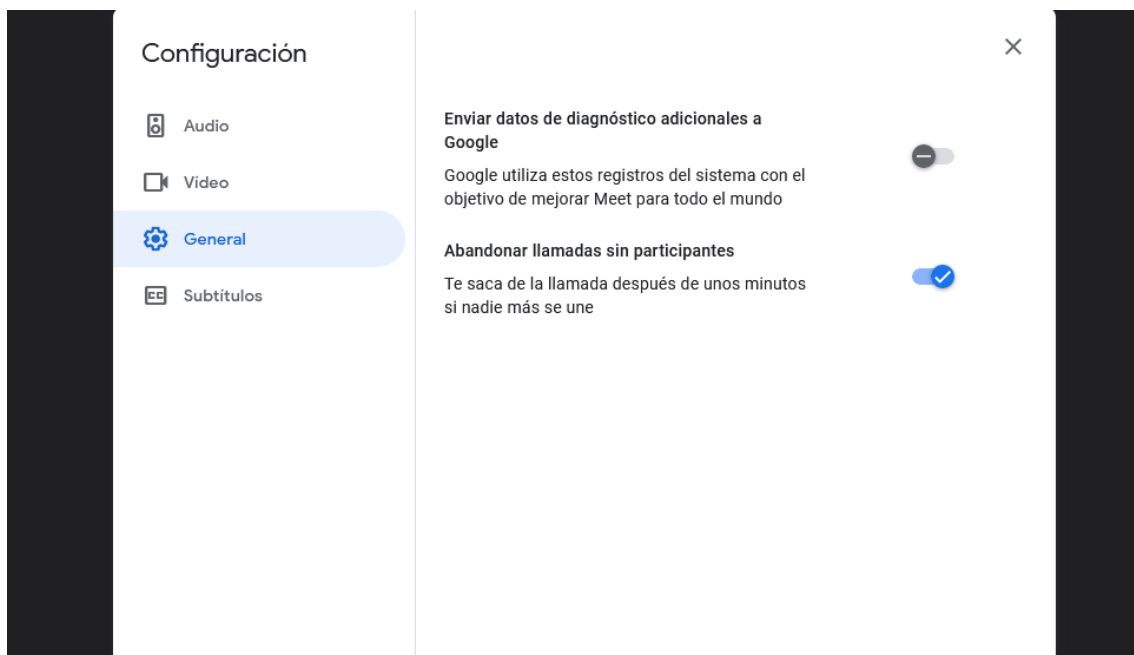 Configuración
Audio
Video
General
Subtítulos
Enviar datos de diagnóstico adicionales a
Google
Google utiliza estos registros del sistema con el
objetivo de mejorar Meet para todo el mundo
Abandonar llamadas sin participantes
Te saca de la llamada después de unos minutos
si nadie más se une